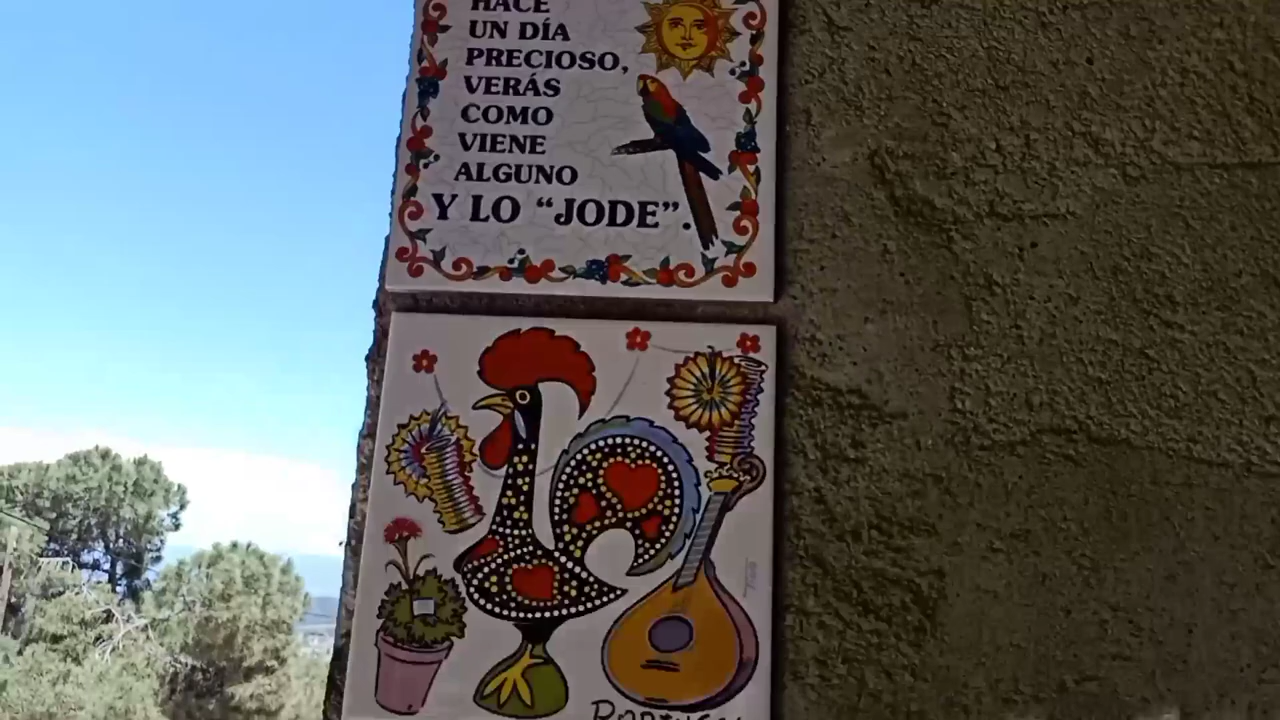 HACE
UN DÍA
PRECIOSO,
VERÁS
COMO
VIENE
ALGUNO
Y LO “JODE”.